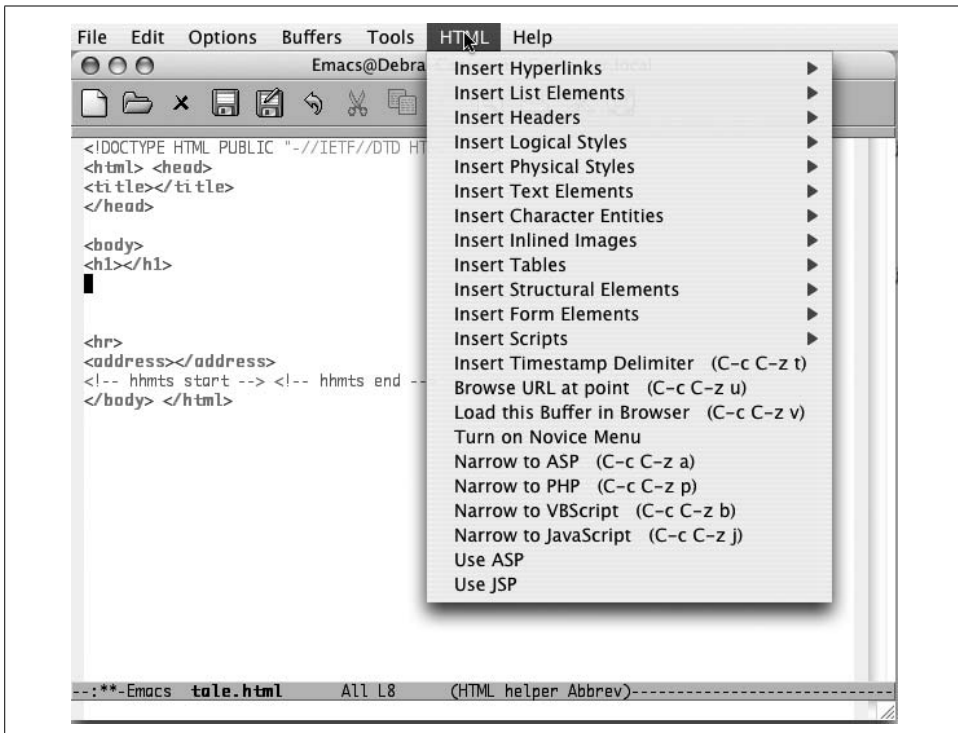 File Edit Options Buffers Tools HTML Help
Emacs@Debra
<!DOCTYPE HTML PUBLIC "-//IETF//DTD HT
<html> <head>
<title></title>
</head>
<body>
<h1></h1>
<hr>
<address></address>
<!-- hhmts start --> <!-- hhmts end --
</body> </html>
Insert Hyperlinks
Insert List Elements
Insert Headers
Insert Logical Styles
Insert Physical Styles
Insert Text Elements
Insert Character Entities
Insert Inlined Images
Insert Tables
Insert Structural Elements
Insert Form Elements
Insert Scripts
Insert Timestamp Delimiter (C-c C-z t)
Browse URL at point (C-c C-z u)
Load this Buffer in Browser (C-c C-z v)
Turn on Novice Menu
Narrow to ASP (C-c C-z a)
Narrow to PHP (C-c C-z p)
Narrow to VBScript (C-c C-z b)
Narrow to JavaScript (C-c C-z j)
Use ASP
Use JSP
--:**-Emacs tale.html All L8 (HTML helper Abbrev)-----------------------------